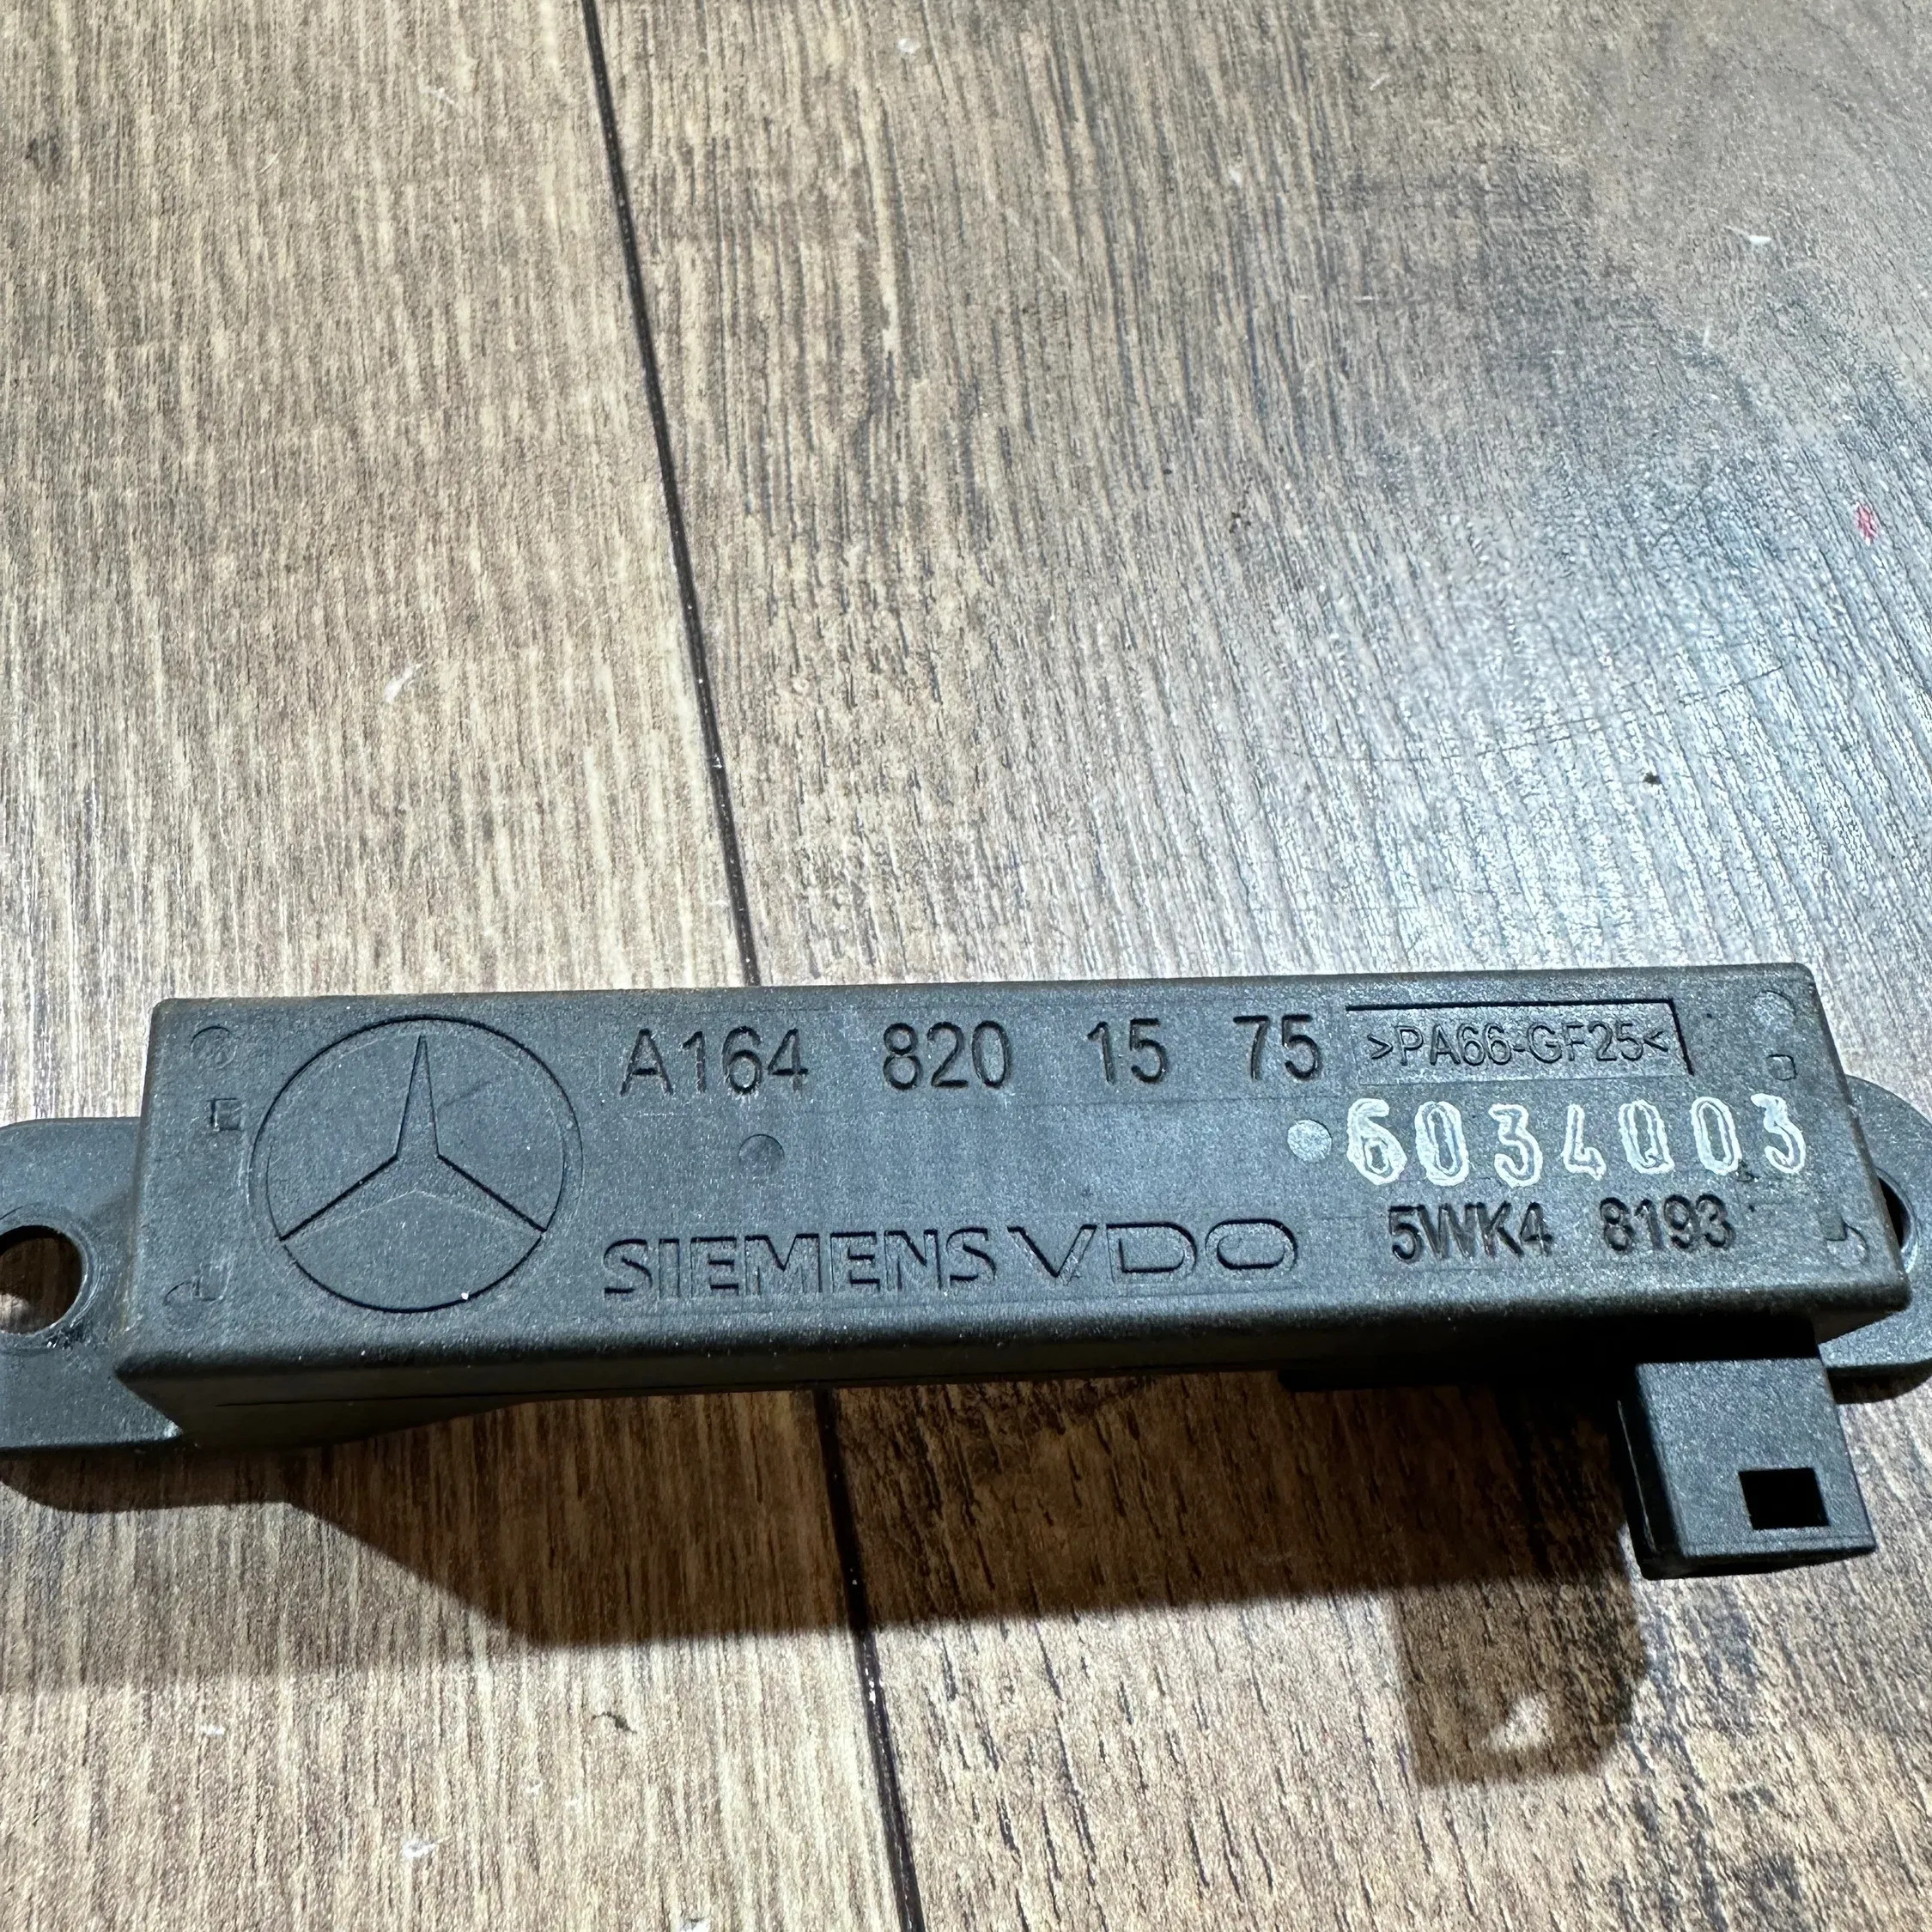 A164 820 15 75
>PA66-GF25<
6034003
SIEMENS VDO
5WK4 8193